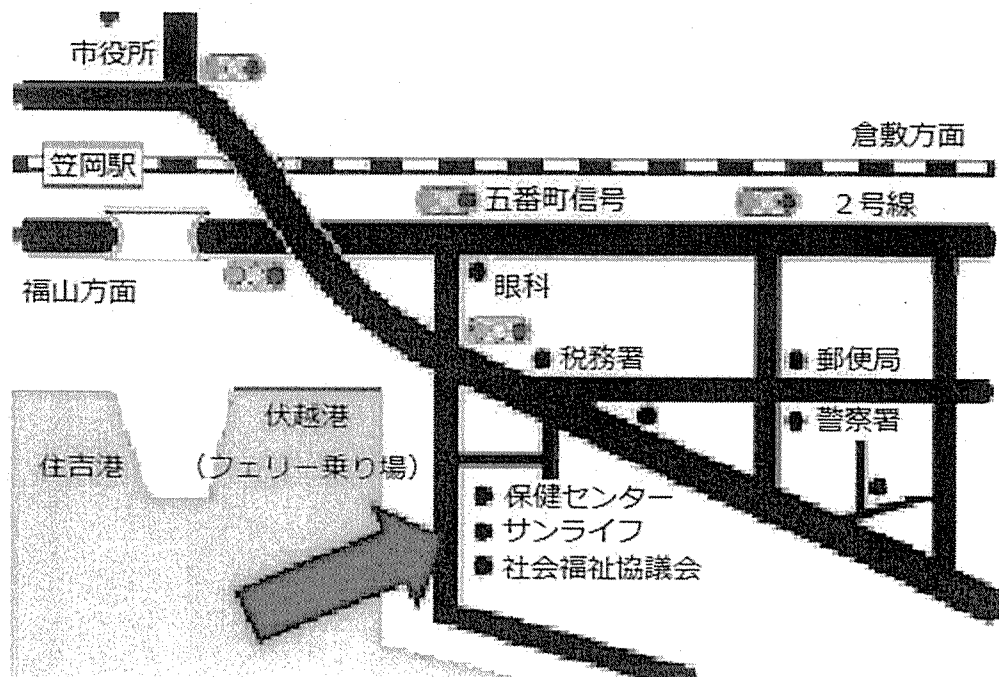 市役所
倉敷方面
笠岡駅
五番町信号
２号線
福山方面
眼科
税務署
郵便局
伏越港
警察署
住吉港
（フェリー乗り場）
保健センター
サンライフ
社会福祉協議会